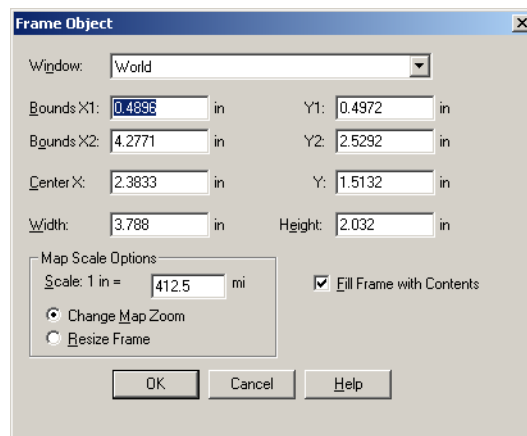 Frame Object
Window: World
Bounds X1: 0.4896 in Y1: 0.4972 in
Bounds X2: 4.2771 in Y2: 2.5292 in
Center X: 2.3833 in Y: 1.5132 in
Width: 3.788 in Height: 2.032 in
Map Scale Options
Scale: 1 in = 412.5 mi
Fill Frame with Contents
Change Map Zoom
Resize Frame
OK Cancel Help